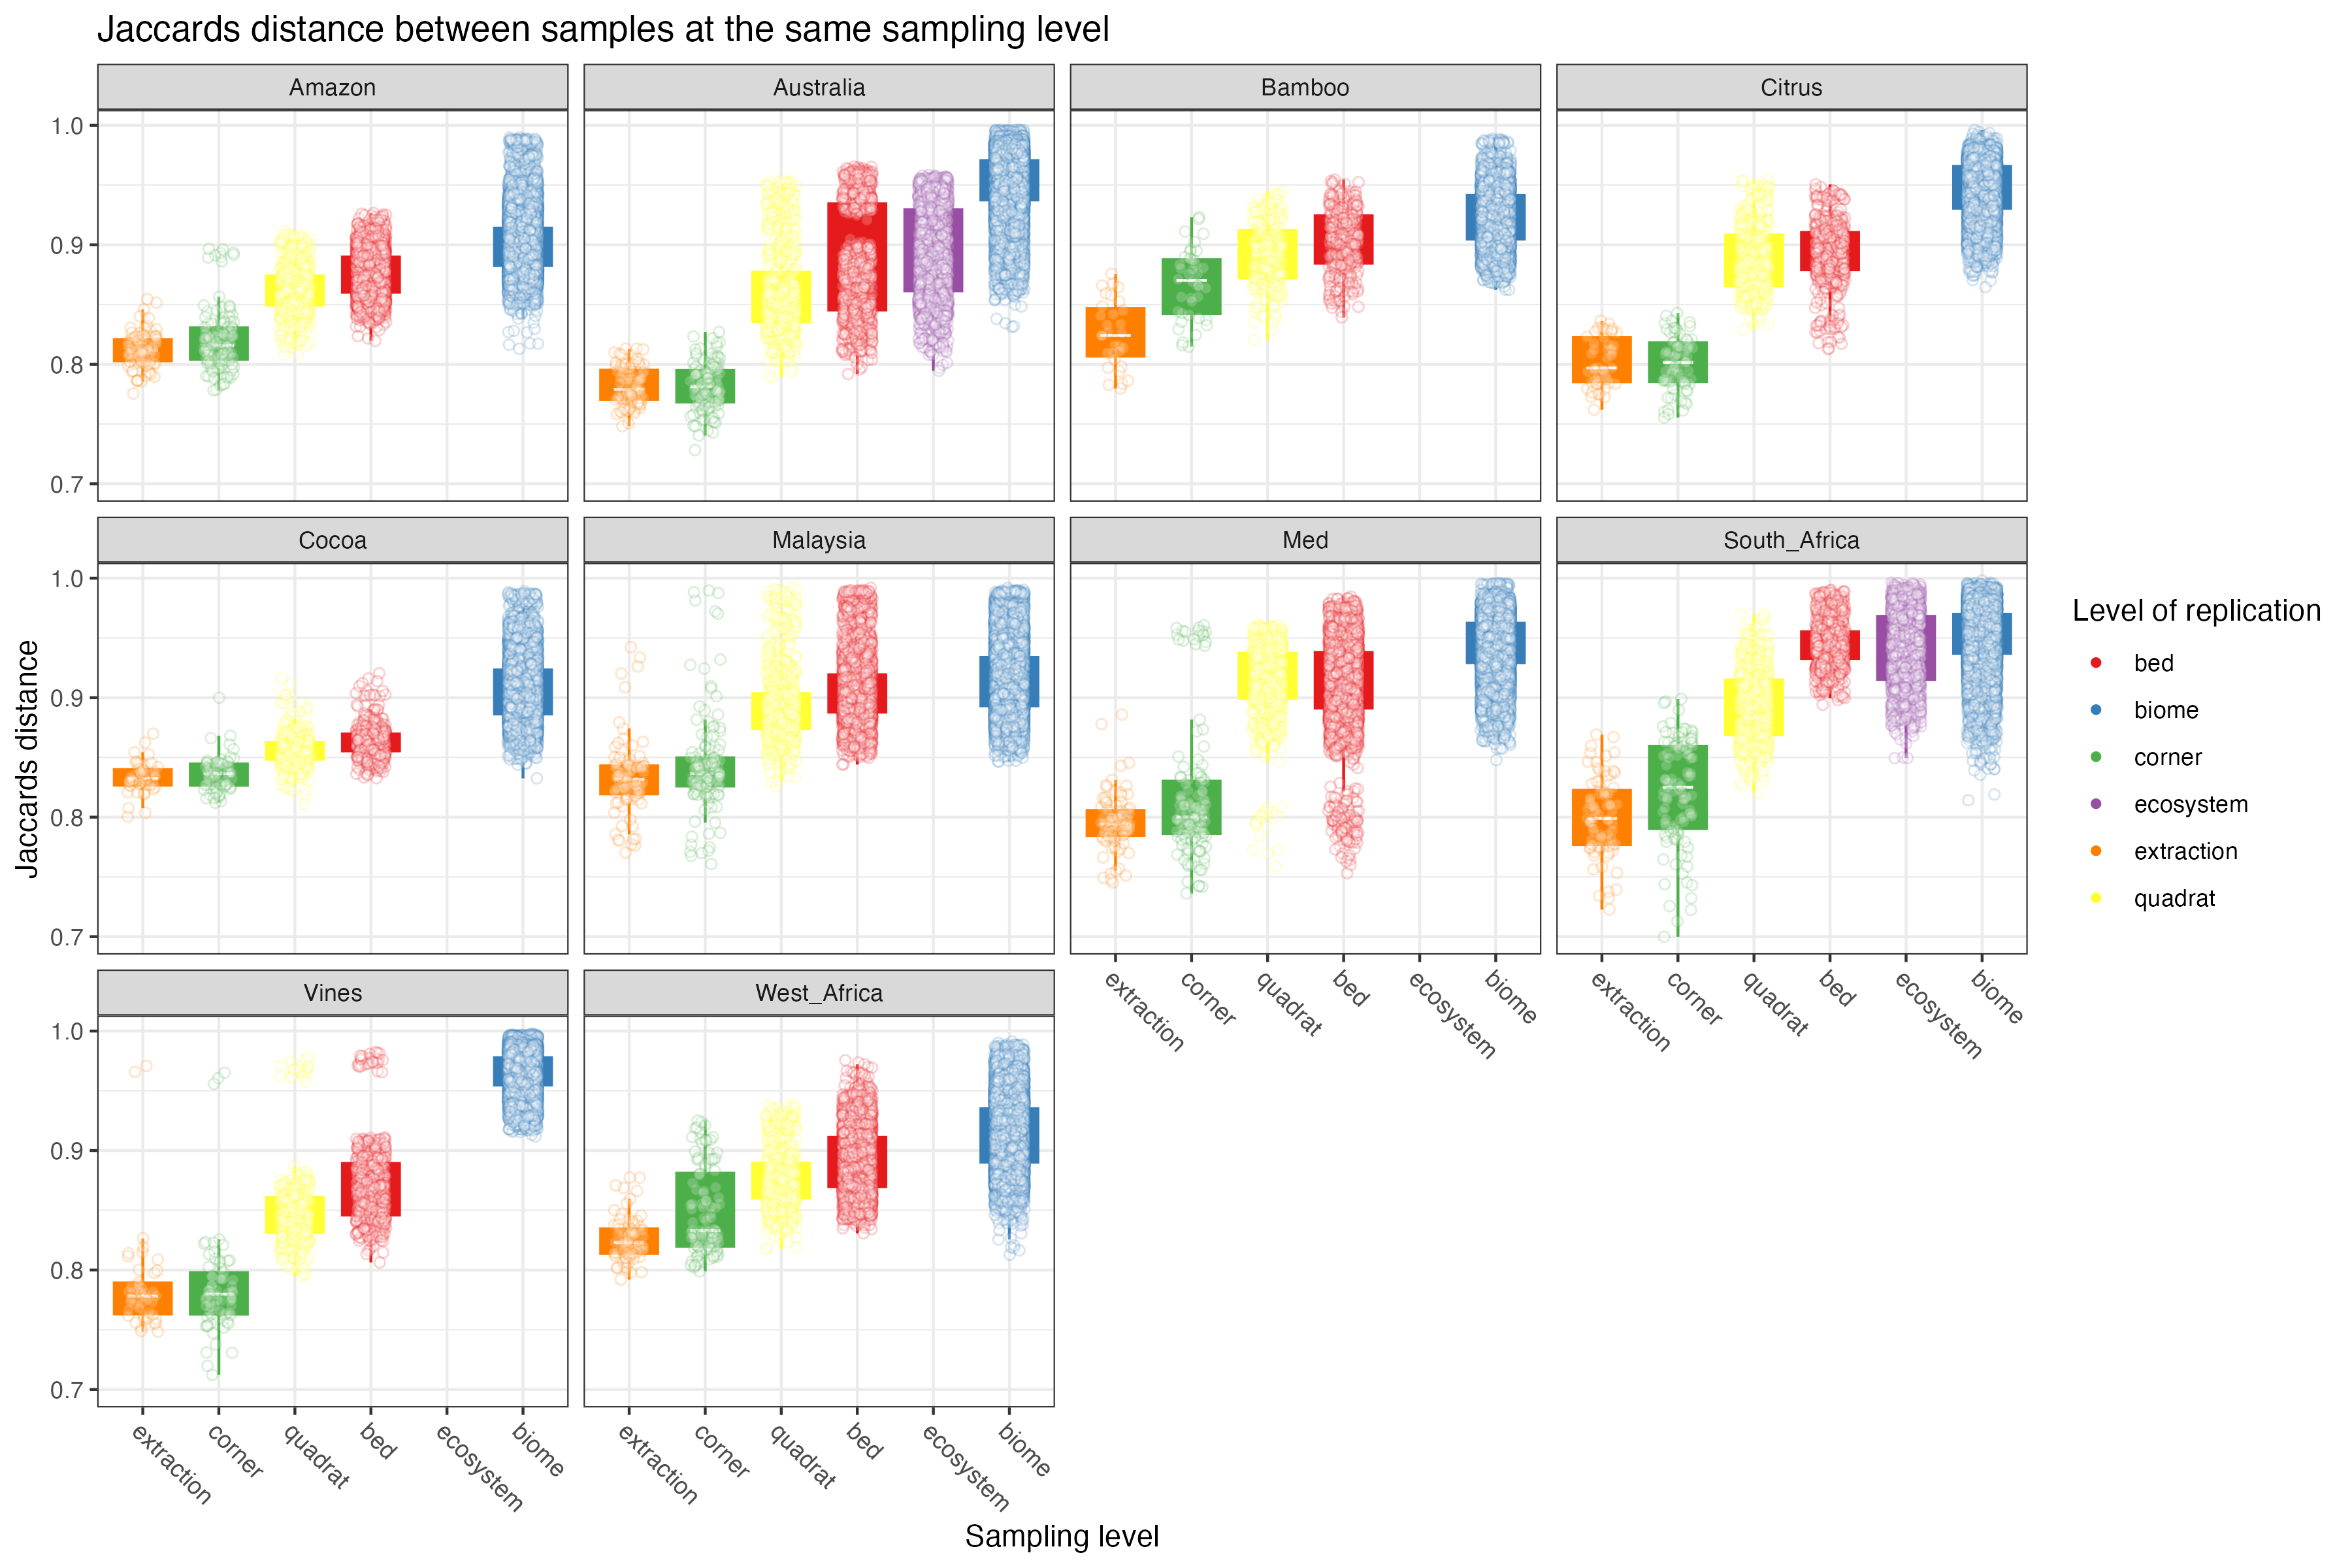 Jaccards distance between samples at the same sampling level
Amazon
Australia
Bamboo
Citrus
1.0
0.9
0.8
0.7
Cocoa
Malaysia
Med
South_Africa
1.0
0.9
0.8
0.7
extraction
corner
quadrat
bed
ecosystem
biome
extraction
corner
quadrat
bed
ecosystem
biome
Vines
West_Africa
1.0
0.9
0.8
0.7
extraction
corner
quadrat
bed
ecosystem
biome
extraction
corner
quadrat
bed
ecosystem
biome
Jaccards distance
Sampling level
Level of replication
bed
biome
corner
ecosystem
extraction
quadrat